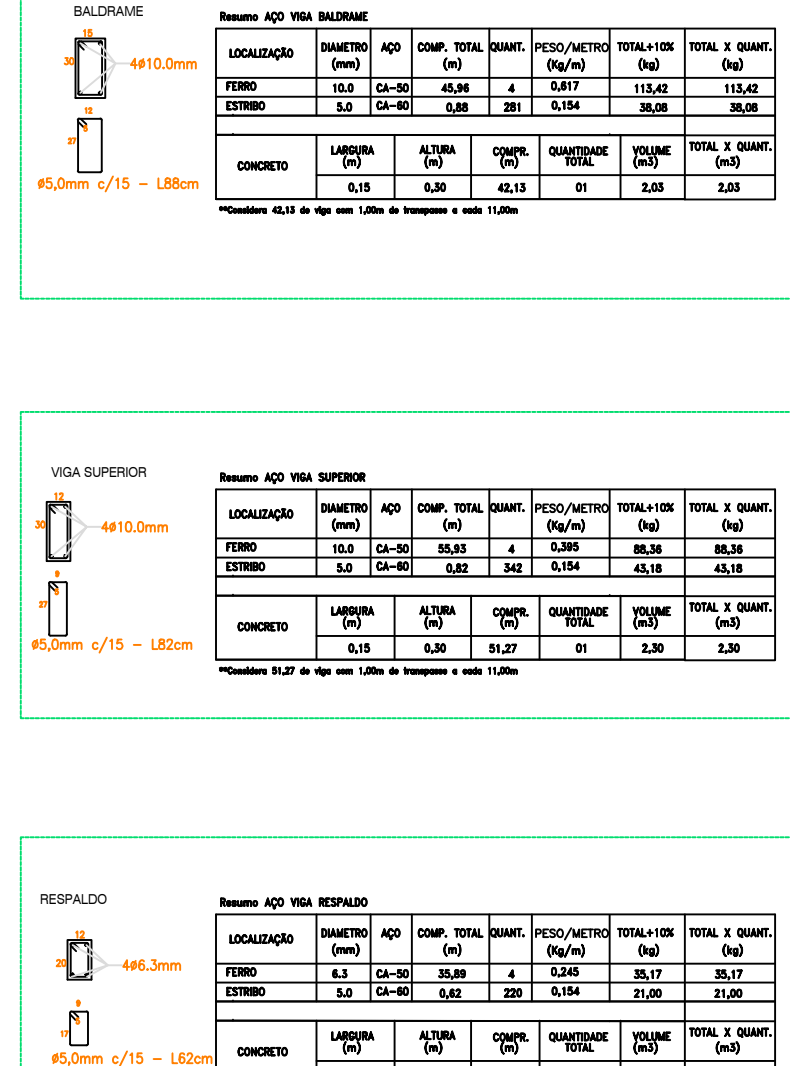 BALDRAME
15
30
4ø10.0mm
12
27
6
ø5,0mm c/15 - L88cm
Resumo AÇO VIGA BALDRAME
LOCALIZAÇÃO DIAMETRO (mm) AÇO COMP. TOTAL (m) QUANT. PESO/METRO (Kg/m) TOTAL+10% (kg) TOTAL X QUANT. (kg)
FERRO 10.0 CA-50 45,96 4 0,617 113,42 113,42
ESTRIBO 5.0 CA-60 0,88 281 0,154 38,08 38,08
CONCRETO LARGURA (m) ALTURA (m) COMPR. (m) QUANTIDADE TOTAL VOLUME (m3) TOTAL X QUANT. (m3)
0,15 0,30 42,13 01 2,03 2,03
**Considera 42,13 de viga com 1,00m de transpasse a cada 11,00m
VIGA SUPERIOR
12
30
4ø10.0mm
9
27
6
ø5,0mm c/15 - L82cm
Resumo AÇO VIGA SUPERIOR
LOCALIZAÇÃO DIAMETRO (mm) AÇO COMP. TOTAL (m) QUANT. PESO/METRO (Kg/m) TOTAL+10% (kg) TOTAL X QUANT. (kg)
FERRO 10.0 CA-50 55,93 4 0,395 88,36 88,36
ESTRIBO 5.0 CA-60 0,82 342 0,154 43,18 43,18
CONCRETO LARGURA (m) ALTURA (m) COMPR. (m) QUANTIDADE TOTAL VOLUME (m3) TOTAL X QUANT. (m3)
0,15 0,30 51,27 01 2,30 2,30
**Considera 51,27 de viga com 1,00m de transpasse a cada 11,00m
RESPALDO
12
20
4ø6.3mm
9
17
6
ø5,0mm c/15 - L62cm
Resumo AÇO VIGA RESPALDO
LOCALIZAÇÃO DIAMETRO (mm) AÇO COMP. TOTAL (m) QUANT. PESO/METRO (Kg/m) TOTAL+10% (kg) TOTAL X QUANT. (kg)
FERRO 6.3 CA-50 35,89 4 0,245 35,17 35,17
ESTRIBO 5.0 CA-60 0,62 220 0,154 21,00 21,00
CONCRETO LARGURA (m) ALTURA (m) COMPR. (m) QUANTIDADE TOTAL VOLUME (m3) TOTAL X QUANT. (m3)